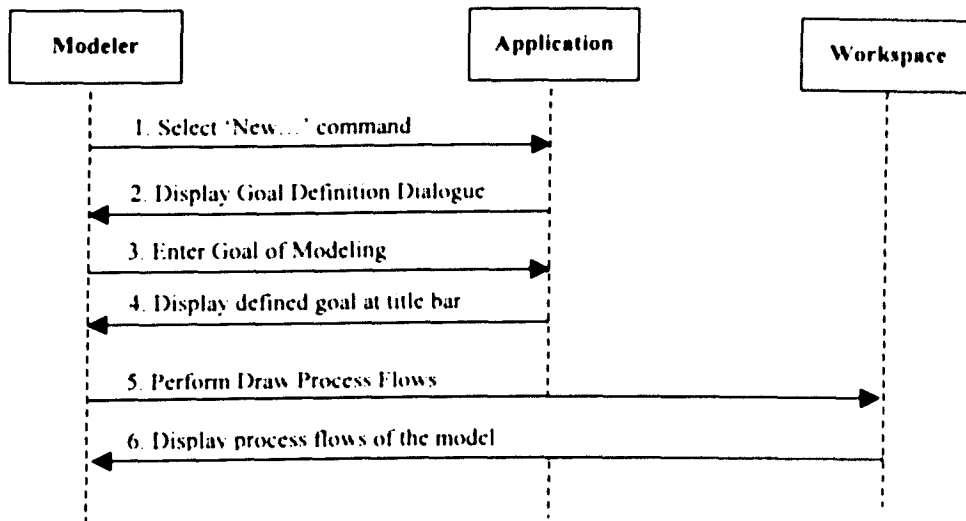 Modeler
Application
Workspace
1. Select ‘New...’ command
2. Display Goal Definition Dialogue
3. Enter Goal of Modeling
4. Display defined goal at title bar
5. Perform Draw Process Flows
6. Display process flows of the model